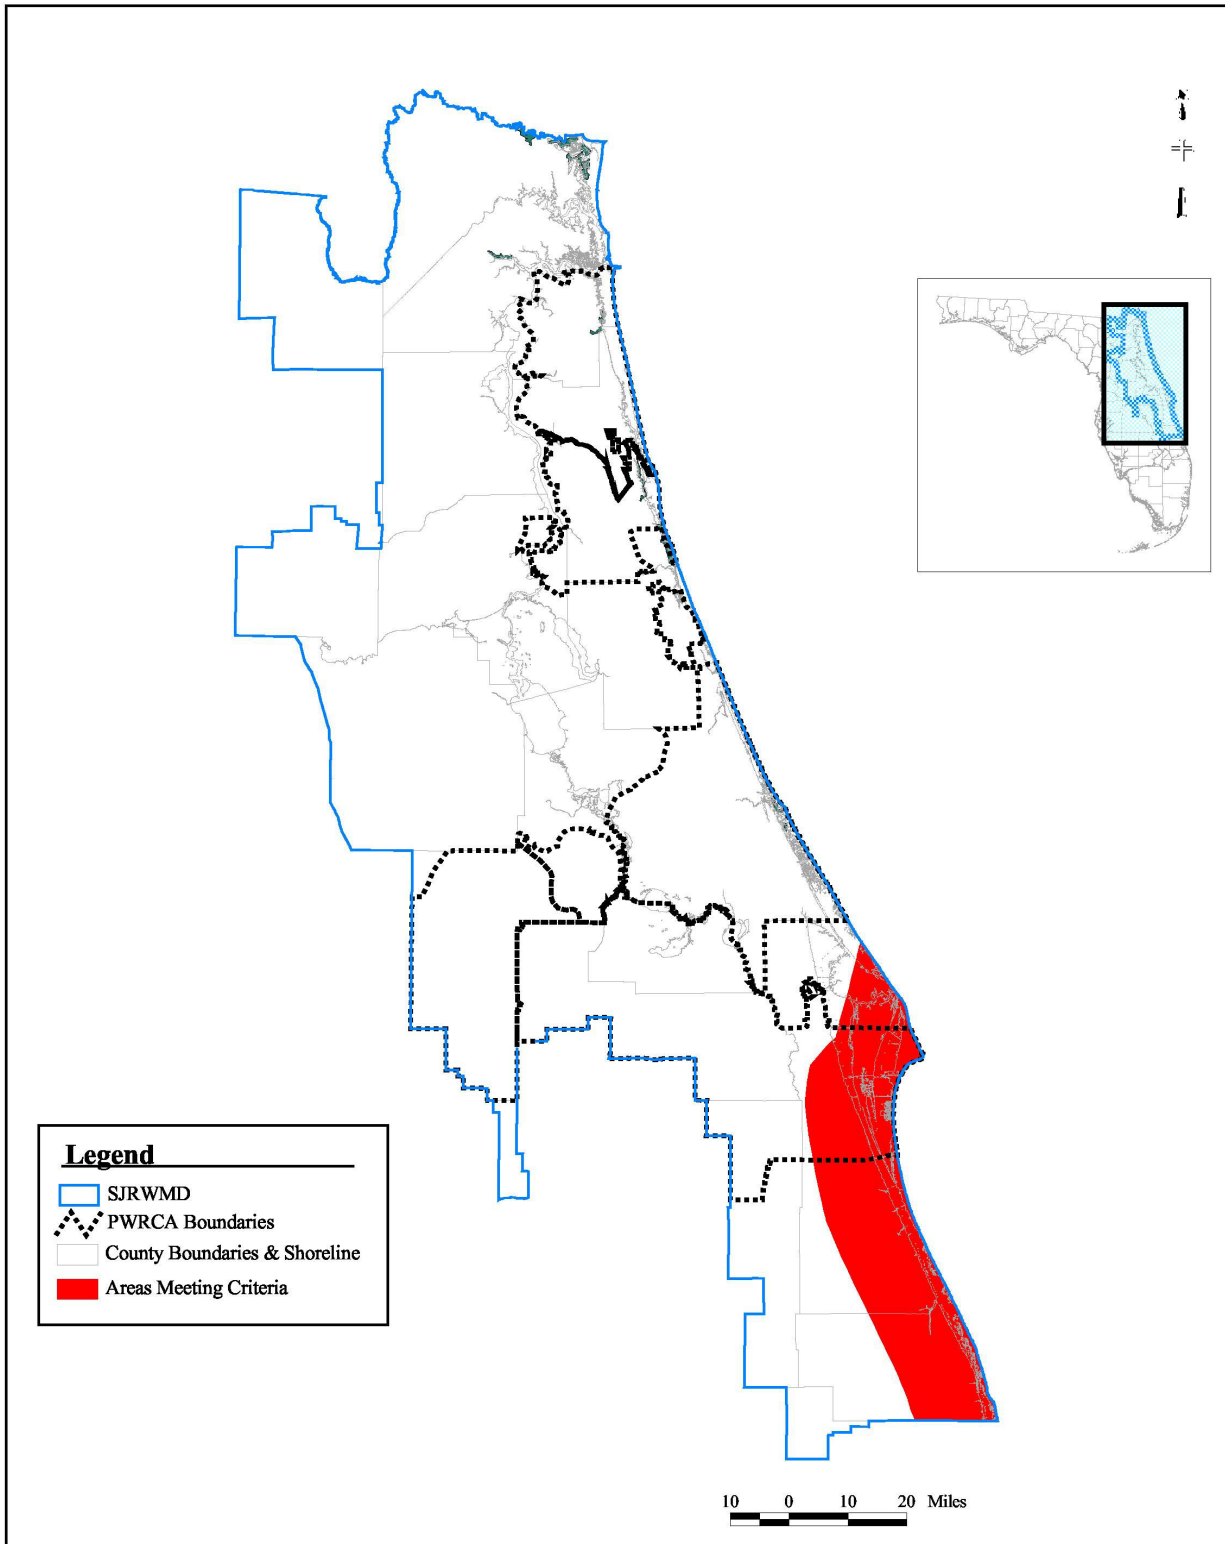 Legend
SJRWMD
PWRCA Boundaries
County Boundaries & Shoreline
Areas Meeting Criteria
10 0 10 20 Miles